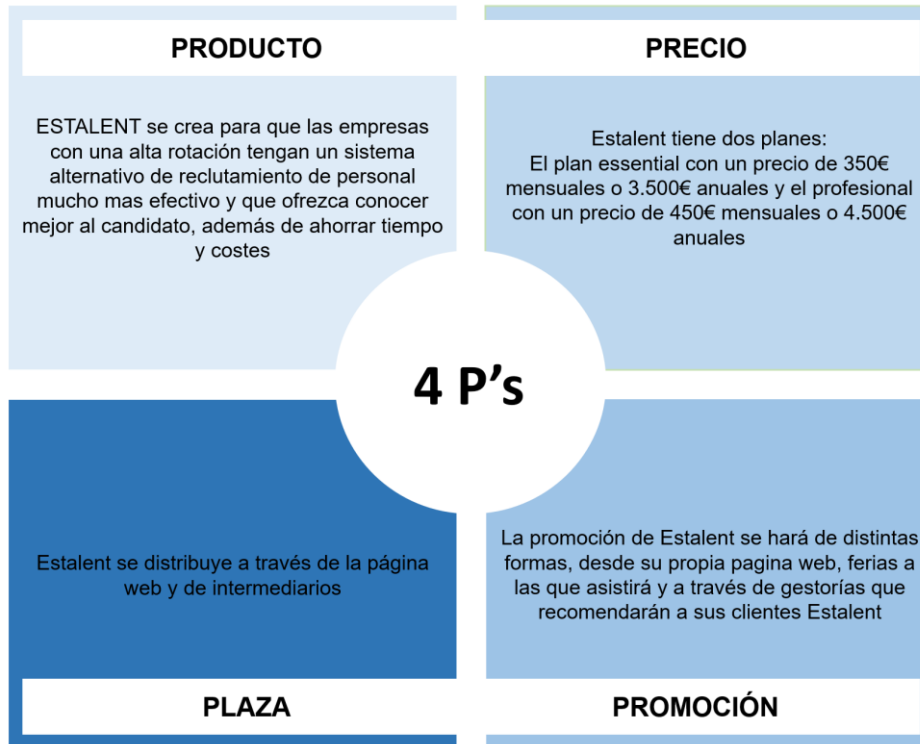 PRODUCTO
ESTALENT se crea para que las empresas
con una alta rotación tengan un sistema
alternativo de reclutamiento de personal
mucho mas efectivo y que ofrezca conocer
mejor al candidato, además de ahorrar tiempo
y costes
PRECIO
Estalent tiene dos planes:
El plan essential con un precio de 350€
mensuales o 3.500€ anuales y el profesional
con un precio de 450€ mensuales o 4.500€
anuales
4 P’s
Estalent se distribuye a través de la página
web y de intermediarios
PLAZA
La promoción de Estalent se hará de distintas
formas, desde su propia pagina web, ferias a
las que asistirá y a través de gestorías que
recomendarán a sus clientes Estalent
PROMOCIÓN